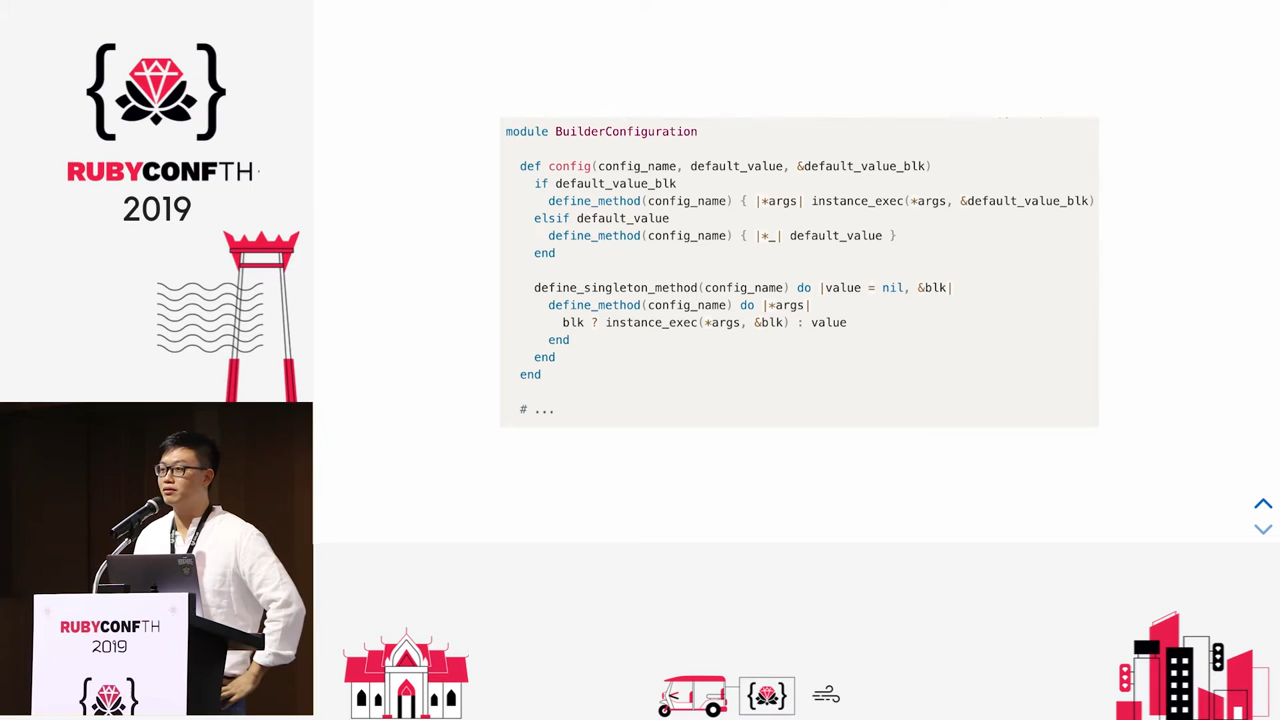 RUBYCONFTH
2019
module BuilderConfiguration
def config(config_name, default_value, &default_value_blk)
if default_value_blk
define_method(config_name) { |*args| instance_exec(*args, &default_value_blk)
elsif default_value
define_method(config_name) { |*_| default_value }
end
define_singleton_method(config_name) do |value = nil, &blk|
define_method(config_name) do |*args|
blk ? instance_exec(*args, &blk) : value
end
end
end
# ...
RUBYCONFTH
2019